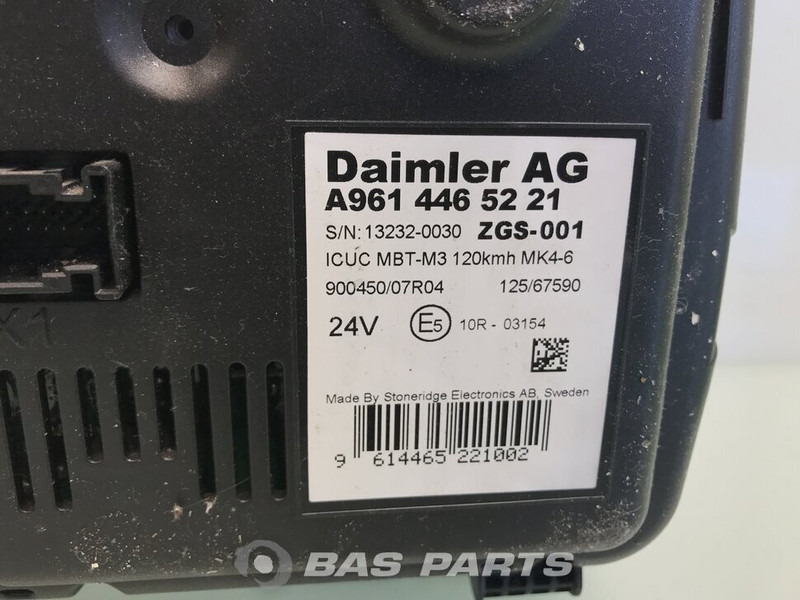 Daimler AG
A961 446 52 21
S/N: 13232-0030 ZGS-001
ICUC MBT-M3 120kmh MK4-6
900450/07R04 125/67590
24V E5 10R - 03154
Made By Stoneridge Electronics AB, Sweden
9 614465 221002
X1
BAS PARTS